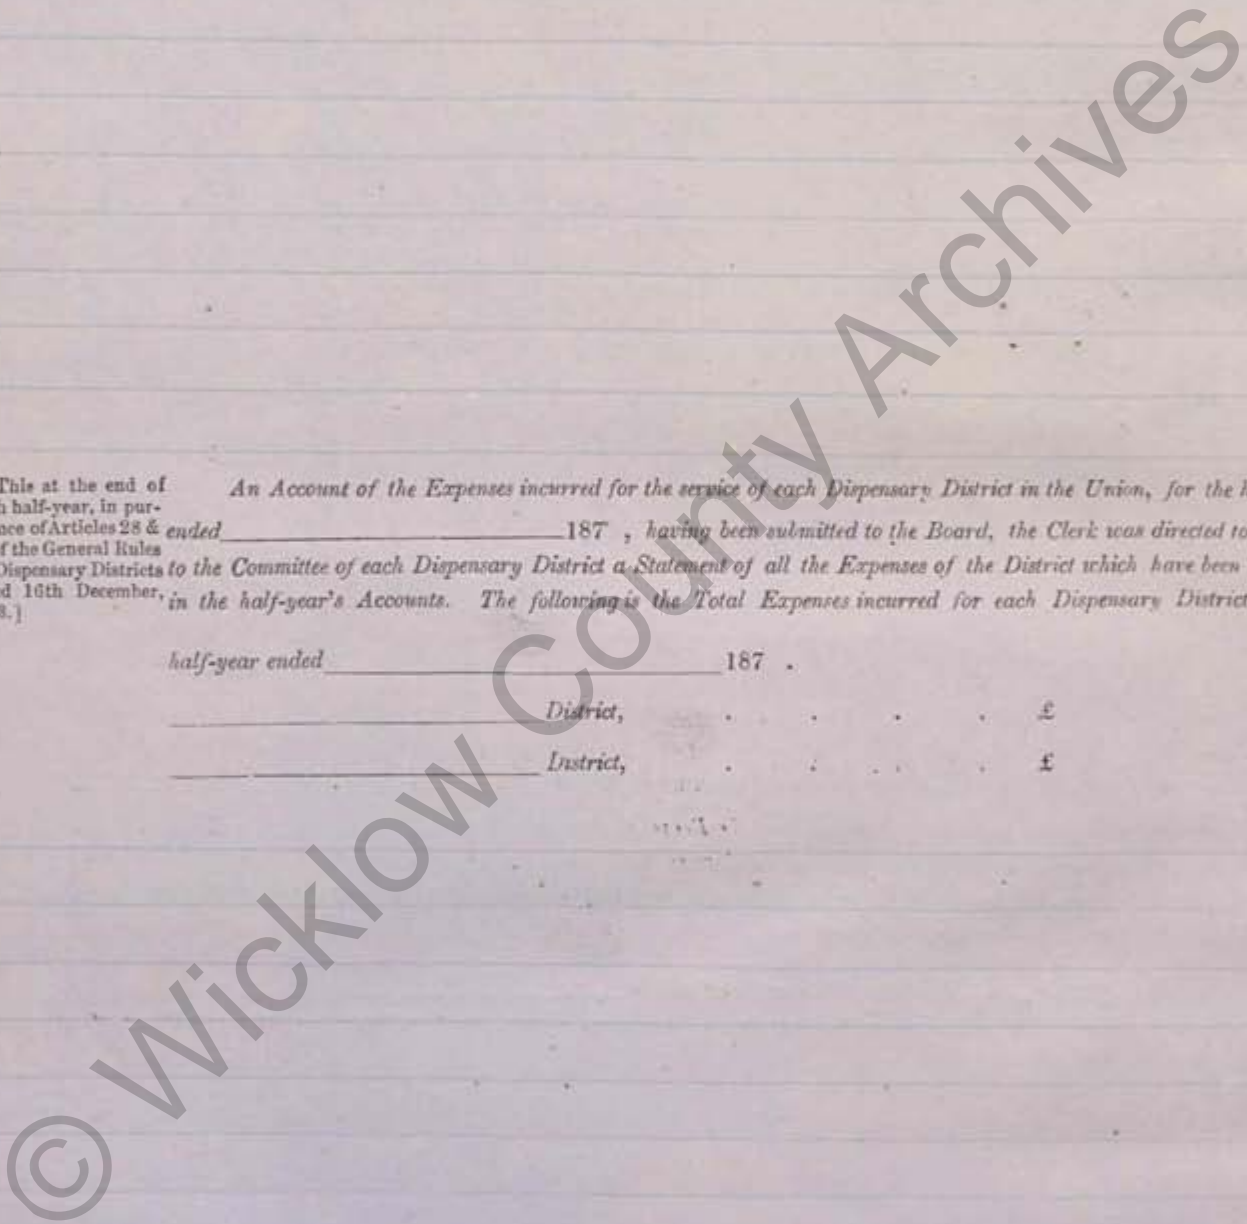 This at the end of
h half-year, in pur-
nce of Articles 28 &
f the General Rules
Dispensary Districts
d 16th December,
8.]
An Account of the Expenses incurred for the service of each Dispensary District in the Union, for the h
ended 187 , having been submitted to the Board, the Clerk was directed to
to the Committee of each Dispensary District a Statement of all the Expenses of the District which have been
in the half-year's Accounts. The following is the Total Expenses incurred for each Dispensary District
half-year ended 187 .
District, . . . . £
District, . . . . £
© Wicklow County Archives